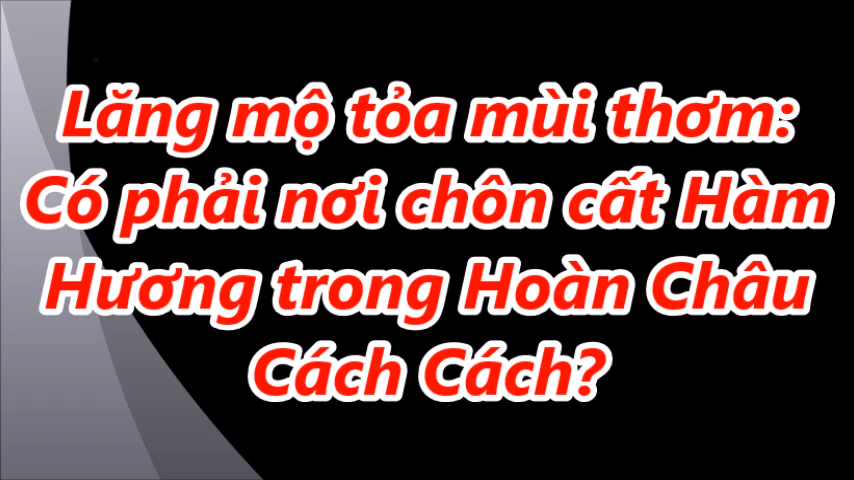 Lăng mộ tỏa mùi thơm:
Có phải nơi chôn cất Hàm
Hương trong Hoàn Châu
Cách Cách?